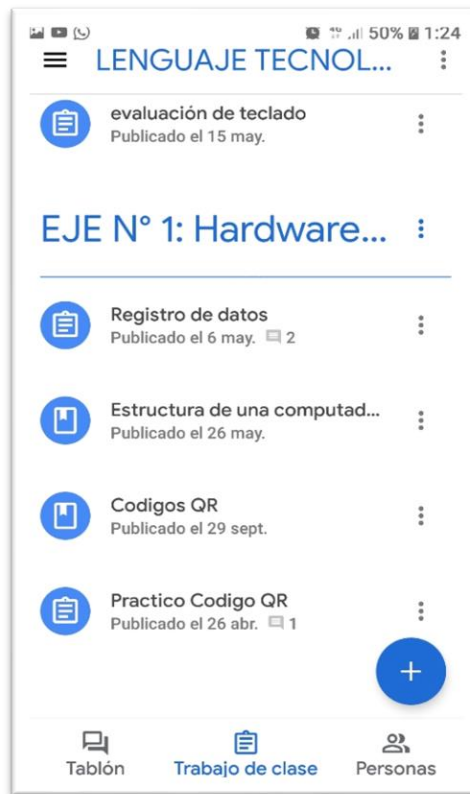 50% 1:24
LENGUAJE TECNOL...
evaluación de teclado
Publicado el 15 may.
EJE N° 1: Hardware...
Registro de datos
Publicado el 6 may. 2
Estructura de una computad...
Publicado el 26 may.
Codigos QR
Publicado el 29 sept.
Practico Codigo QR
Publicado el 26 abr. 1
+
Tablón Trabajo de clase Personas